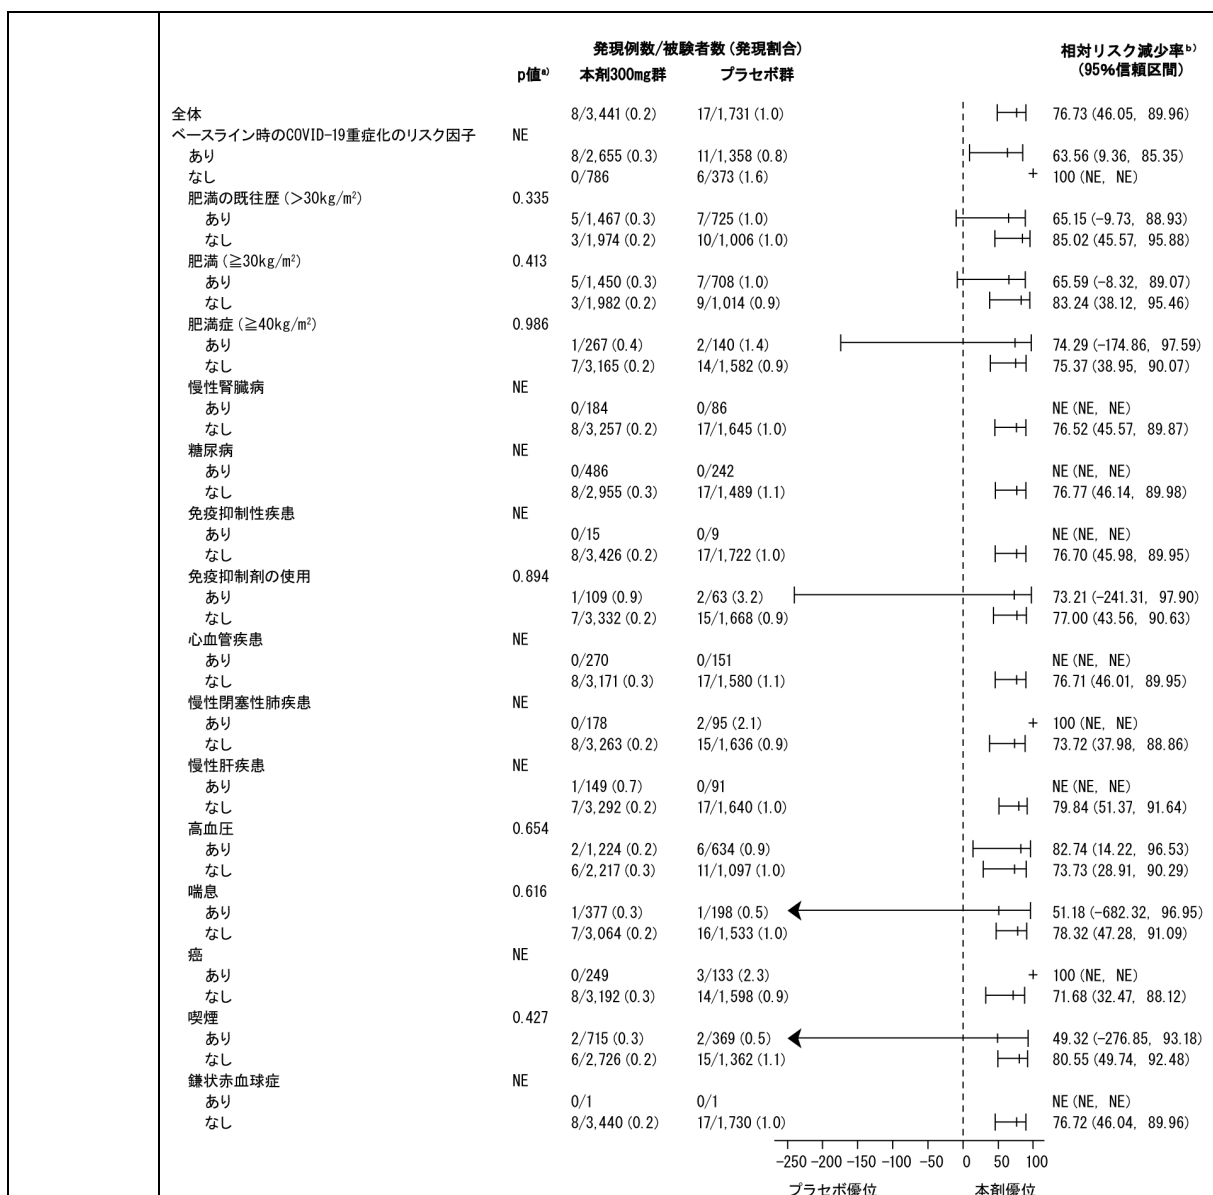 発現例数/被験者数(発現割合) 相対リスク減少率b)
p値a) 本剤300mg群 プラセボ群 (95%信頼区間)
全体 8/3,441(0.2) 17/1,731(1.0) 76.73(46.05, 89.96)
ベースライン時のCOVID-19重症化のリスク因子 NE
あり 8/2,655(0.3) 11/1,358(0.8) 63.56(9.36, 85.35)
なし 0/786 6/373(1.6) 100(NE, NE)
肥満の既往歴(>30kg/m²) 0.335
あり 5/1,467(0.3) 7/725(1.0) 65.15(-9.73, 88.93)
なし 3/1,974(0.2) 10/1,006(1.0) 85.02(45.57, 95.88)
肥満(≧30kg/m²) 0.413
あり 5/1,450(0.3) 7/708(1.0) 65.59(-8.32, 89.07)
なし 3/1,982(0.2) 9/1,014(0.9) 83.24(38.12, 95.46)
肥満症(≧40kg/m²) 0.986
あり 1/267(0.4) 2/140(1.4) 74.29(-174.86, 97.59)
なし 7/3,165(0.2) 14/1,582(0.9) 75.37(38.95, 90.07)
慢性腎臓病 NE
あり 0/184 0/86 NE(NE, NE)
なし 8/3,257(0.2) 17/1,645(1.0) 76.52(45.57, 89.87)
糖尿病 NE
あり 0/486 0/242 NE(NE, NE)
なし 8/2,955(0.3) 17/1,489(1.1) 76.77(46.14, 89.98)
免疫抑制性疾患 NE
あり 0/15 0/9 NE(NE, NE)
なし 8/3,426(0.2) 17/1,722(1.0) 76.70(45.98, 89.95)
免疫抑制剤の使用 0.894
あり 1/109(0.9) 2/63(3.2) 73.21(-241.31, 97.90)
なし 7/3,332(0.2) 15/1,668(0.9) 77.00(43.56, 90.63)
心血管疾患 NE
あり 0/270 0/151 NE(NE, NE)
なし 8/3,171(0.3) 17/1,580(1.1) 76.71(46.01, 89.95)
慢性閉塞性肺疾患 NE
あり 0/178 2/95(2.1) 100(NE, NE)
なし 8/3,263(0.2) 15/1,636(0.9) 73.72(37.98, 88.86)
慢性肝疾患 NE
あり 1/149(0.7) 0/91 NE(NE, NE)
なし 7/3,292(0.2) 17/1,640(1.0) 79.84(51.37, 91.64)
高血圧 0.654
あり 2/1,224(0.2) 6/634(0.9) 82.74(14.22, 96.53)
なし 6/2,217(0.3) 11/1,097(1.0) 73.73(28.91, 90.29)
喘息 0.616
あり 1/377(0.3) 1/198(0.5) 51.18(-682.32, 96.95)
なし 7/3,064(0.2) 16/1,533(1.0) 78.32(47.28, 91.09)
癌 NE
あり 0/249 3/133(2.3) 100(NE, NE)
なし 8/3,192(0.3) 14/1,598(0.9) 71.68(32.47, 88.12)
喫煙 0.427
あり 2/715(0.3) 2/369(0.5) 49.32(-276.85, 93.18)
なし 6/2,726(0.2) 15/1,362(1.1) 80.55(49.74, 92.48)
鎌状赤血球症 NE
あり 0/1 0/1 NE(NE, NE)
なし 8/3,440(0.2) 17/1,730(1.0) 76.72(46.04, 89.96)
-250 -200 -150 -100 -50 0 50 100
プラセボ優位 本剤優位